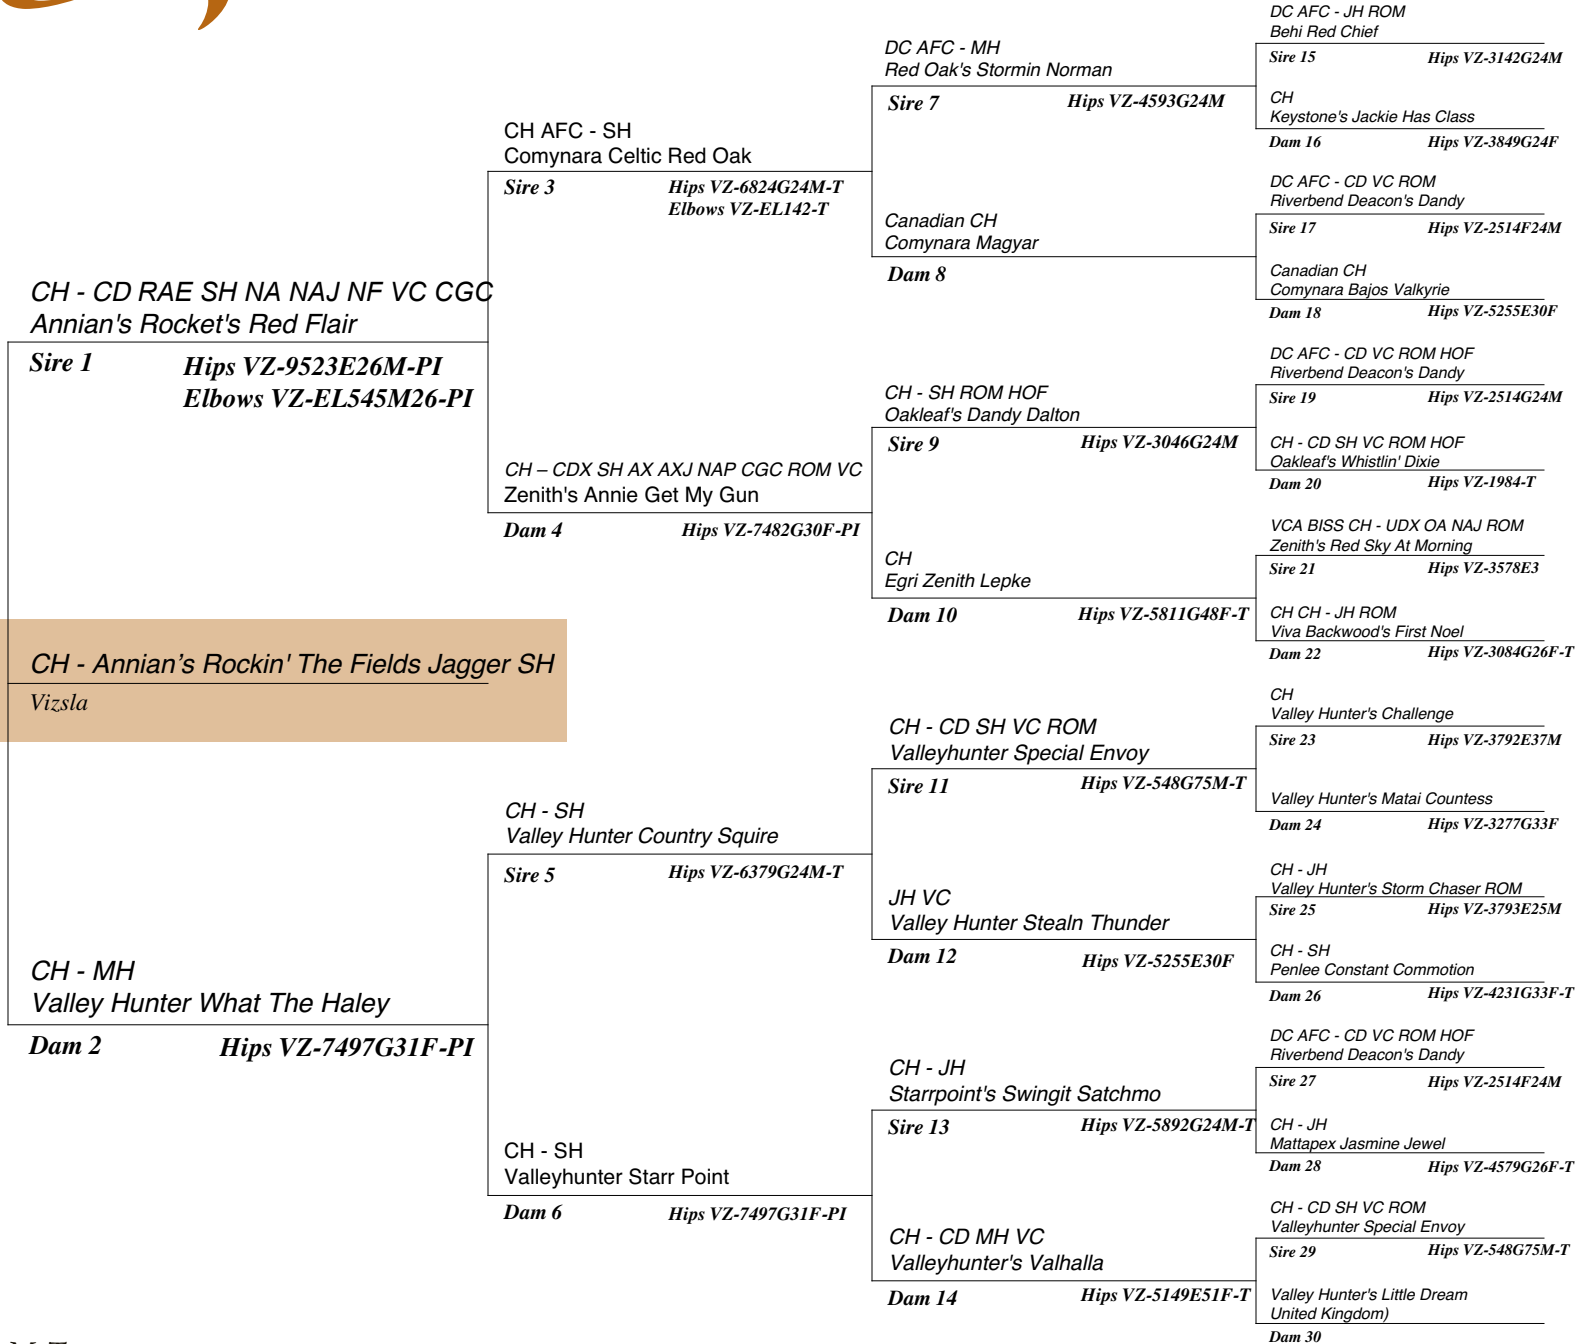 CH - CD RAE SH NA NAJ NF VC CGC
Annian's Rocket's Red Flair
Sire 1 Hips VZ-9523E26M-PI
Elbows VZ-EL545M26-PI
CH - Annian’s Rockin' The Fields Jagger SH
Vizsla
CH - MH
Valley Hunter What The Haley
Dam 2 Hips VZ-7497G31F-PI
CH AFC - SH
Comynara Celtic Red Oak
Sire 3 Hips VZ-6824G24M-T
Elbows VZ-EL142-T
CH – CDX SH AX AXJ NAP CGC ROM VC
Zenith's Annie Get My Gun
Dam 4 Hips VZ-7482G30F-PI
CH - SH
Valley Hunter Country Squire
Sire 5 Hips VZ-6379G24M-T
CH - SH
Valleyhunter Starr Point
Dam 6 Hips VZ-7497G31F-PI
DC AFC - MH
Red Oak's Stormin Norman
Sire 7 Hips VZ-4593G24M
Canadian CH
Comynara Magyar
Dam 8
CH - SH ROM HOF
Oakleaf's Dandy Dalton
Sire 9 Hips VZ-3046G24M
CH
Egri Zenith Lepke
Dam 10 Hips VZ-5811G48F-T
CH - CD SH VC ROM
Valleyhunter Special Envoy
Sire 11 Hips VZ-548G75M-T
JH VC
Valley Hunter Stealn Thunder
Dam 12 Hips VZ-5255E30F
CH - JH
Starrpoint's Swingit Satchmo
Sire 13 Hips VZ-5892G24M-T
CH - CD MH VC
Valleyhunter's Valhalla
Dam 14 Hips VZ-5149E51F-T
DC AFC - JH ROM
Behi Red Chief
Sire 15 Hips VZ-3142G24M
CH
Keystone's Jackie Has Class
Dam 16 Hips VZ-3849G24F
DC AFC - CD VC ROM
Riverbend Deacon's Dandy
Sire 17 Hips VZ-2514F24M
Canadian CH
Comynara Bajos Valkyrie
Dam 18 Hips VZ-5255E30F
DC AFC - CD VC ROM HOF
Riverbend Deacon's Dandy
Sire 19 Hips VZ-2514G24M
CH - CD SH VC ROM HOF
Oakleaf's Whistlin' Dixie
Dam 20 Hips VZ-1984-T
VCA BISS CH - UDX OA NAJ ROM
Zenith's Red Sky At Morning
Sire 21 Hips VZ-3578E3
CH CH - JH ROM
Viva Backwood's First Noel
Dam 22 Hips VZ-3084G26F-T
CH
Valley Hunter's Challenge
Sire 23 Hips VZ-3792E37M
Valley Hunter's Matai Countess
Dam 24 Hips VZ-3277G33F
CH - JH
Valley Hunter's Storm Chaser ROM
Sire 25 Hips VZ-3793E25M
CH - SH
Penlee Constant Commotion
Dam 26 Hips VZ-4231G33F-T
DC AFC - CD VC ROM HOF
Riverbend Deacon's Dandy
Sire 27 Hips VZ-2514F24M
CH - JH
Mattapex Jasmine Jewel
Dam 28 Hips VZ-4579G26F-T
CH - CD SH VC ROM
Valleyhunter Special Envoy
Sire 29 Hips VZ-548G75M-T
Valley Hunter's Little Dream
United Kingdom)
Dam 30